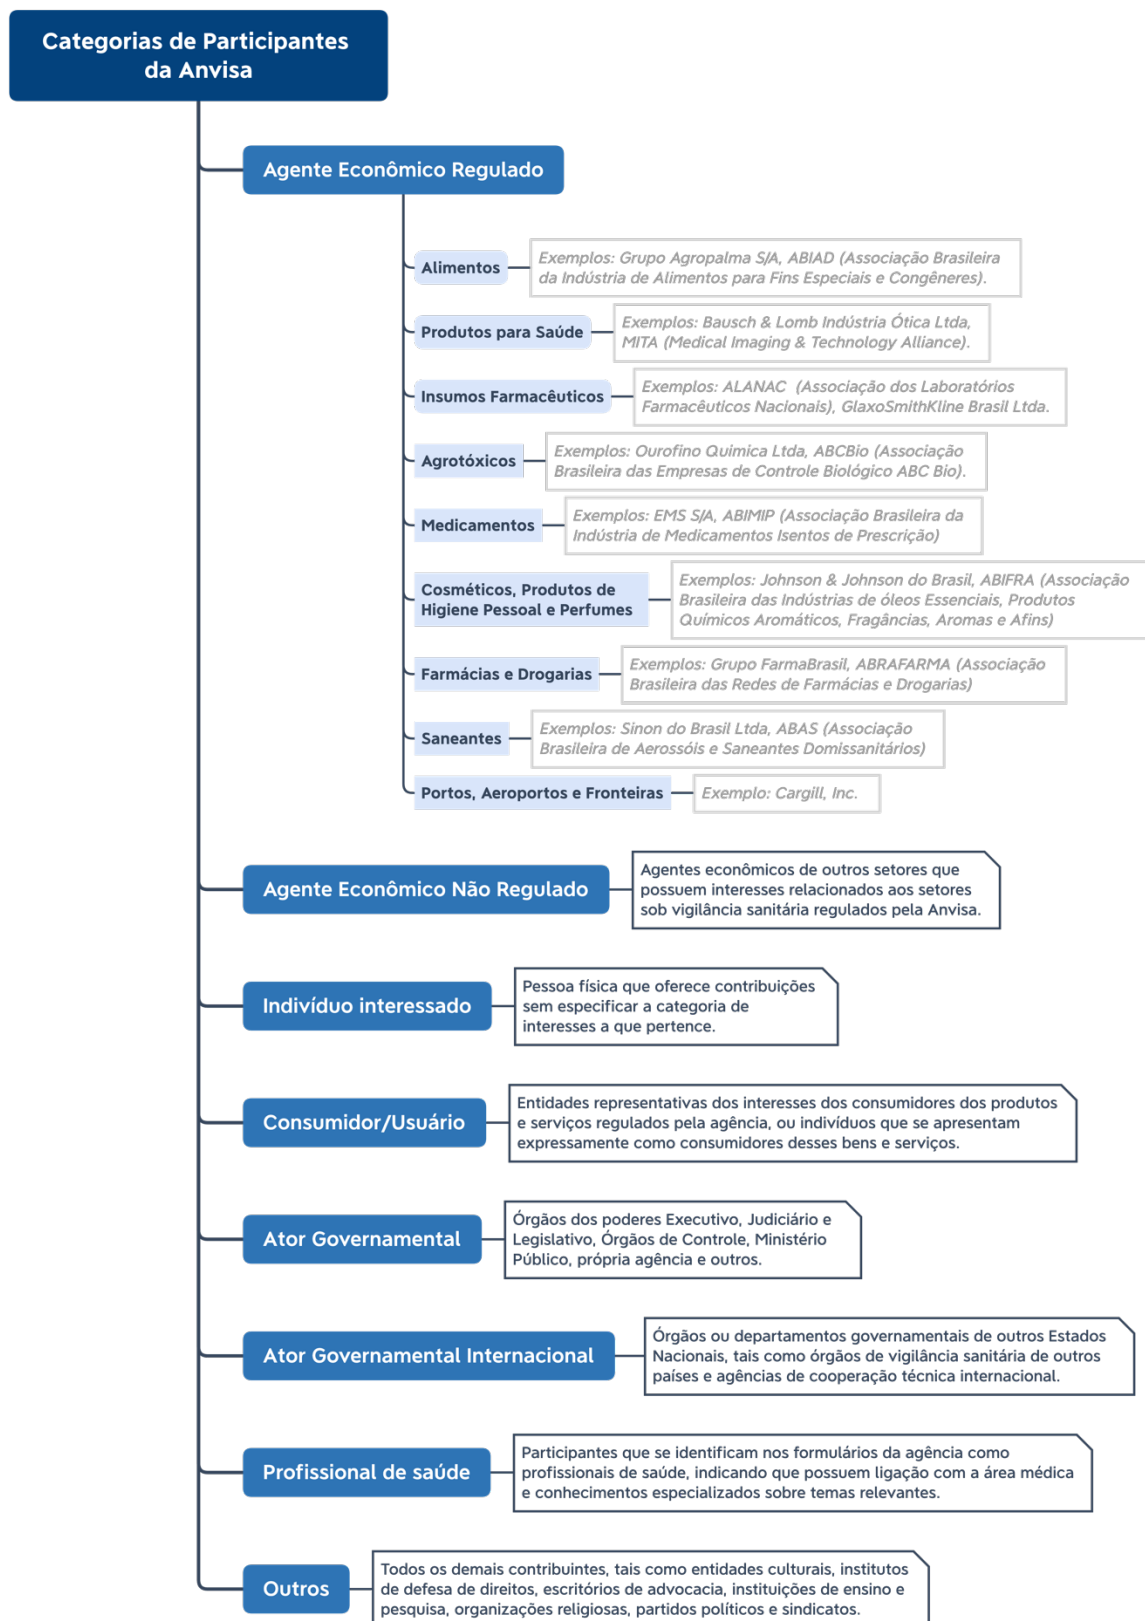 Categorias de Participantes
da Anvisa
Agente Econômico Regulado
Alimentos
Exemplos: Grupo Agropalma S/A, ABIAD (Associação Brasileira
da Indústria de Alimentos para Fins Especiais e Congêneres).
Produtos para Saúde
Exemplos: Bausch & Lomb Indústria Ótica Ltda,
MITA (Medical Imaging & Technology Alliance).
Insumos Farmacêuticos
Exemplos: ALANAC (Associação dos Laboratórios
Farmacêuticos Nacionais), GlaxoSmithKline Brasil Ltda.
Agrotóxicos
Exemplos: Ourofino Quimica Ltda, ABCBio (Associação
Brasileira das Empresas de Controle Biológico ABC Bio).
Medicamentos
Exemplos: EMS S/A, ABIMIP (Associação Brasileira da
Indústria de Medicamentos Isentos de Prescrição)
Cosméticos, Produtos de
Higiene Pessoal e Perfumes
Exemplos: Johnson & Johnson do Brasil, ABIFRA (Associação
Brasileira das Indústrias de óleos Essenciais, Produtos
Químicos Aromáticos, Fragâncias, Aromas e Afins)
Farmácias e Drogarias
Exemplos: Grupo FarmaBrasil, ABRAFARMA (Associação
Brasileira das Redes de Farmácias e Drogarias)
Saneantes
Exemplos: Sinon do Brasil Ltda, ABAS (Associação
Brasileira de Aerossóis e Saneantes Domissanitários)
Portos, Aeroportos e Fronteiras
Exemplo: Cargill, Inc.
Agente Econômico Não Regulado
Agentes econômicos de outros setores que
possuem interesses relacionados aos setores
sob vigilância sanitária regulados pela Anvisa.
Indivíduo interessado
Pessoa física que oferece contribuições
sem especificar a categoria de
interesses a que pertence.
Consumidor/Usuário
Entidades representativas dos interesses dos consumidores dos produtos
e serviços regulados pela agência, ou indivíduos que se apresentam
expressamente como consumidores desses bens e serviços.
Ator Governamental
Órgãos dos poderes Executivo, Judiciário e
Legislativo, Órgãos de Controle, Ministério
Público, própria agência e outros.
Ator Governamental Internacional
Órgãos ou departamentos governamentais de outros Estados
Nacionais, tais como órgãos de vigilância sanitária de outros
países e agências de cooperação técnica internacional.
Profissional de saúde
Participantes que se identificam nos formulários da agência como
profissionais de saúde, indicando que possuem ligação com a área médica
e conhecimentos especializados sobre temas relevantes.
Outros
Todos os demais contribuintes, tais como entidades culturais, institutos
de defesa de direitos, escritórios de advocacia, instituições de ensino e
pesquisa, organizações religiosas, partidos políticos e sindicatos.